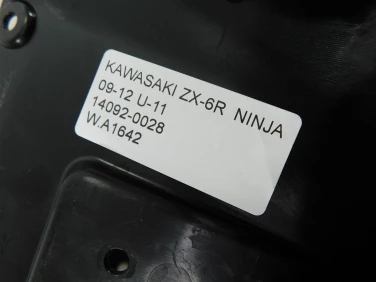 KAWASAKI ZX-6R NINJA
09-12 U-11
14092-0028
W.A1642